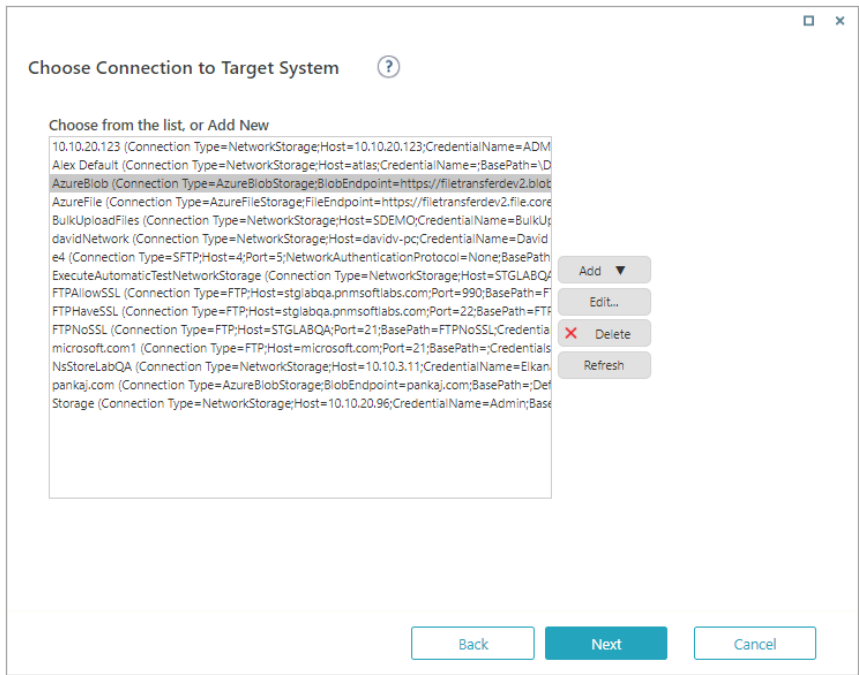 Choose Connection to Target System ?
Choose from the list, or Add New
10.10.20.123 (Connection Type=NetworkStorage;Host=10.10.20.123;CredentialName=ADM
Alex Default (Connection Type=NetworkStorage;Host=atlas;CredentialName=;BasePath=\D
AzureBlob (Connection Type=AzureBlobStorage;BlobEndpoint=https://filetransferdev2.blob
AzureFile (Connection Type=AzureFileStorage;FileEndpoint=https://filetransferdev2.file.core
BulkUploadFiles (Connection Type=NetworkStorage;Host=SDEMO;CredentialName=BulkUp
davidNetwork (Connection Type=NetworkStorage;Host=davidv-pc;CredentialName=David
e4 (Connection Type=SFTP;Host=4;Port=5;NetworkAuthenticationProtocol=None;BasePath
ExecuteAutomaticTestNetworkStorage (Connection Type=NetworkStorage;Host=STGLABQA
FTPAllowSSL (Connection Type=FTP;Host=stglabqa.pnmsoftlabs.com;Port=990;BasePath=FT
FTPHaveSSL (Connection Type=FTP;Host=stglabqa.pnmsoftlabs.com;Port=22;BasePath=FTP
FTPNoSSL (Connection Type=FTP;Host=STGLABQA;Port=21;BasePath=FTPNoSSL;Credentia
microsoft.com1 (Connection Type=FTP;Host=microsoft.com;Port=21;BasePath=;Credentials
NsStoreLabQA (Connection Type=NetworkStorage;Host=10.10.3.11;CredentialName=Elkan
pankaj.com (Connection Type=AzureBlobStorage;BlobEndpoint=pankaj.com;BasePath=;Def
Storage (Connection Type=NetworkStorage;Host=10.10.20.96;CredentialName=Admin;Base
Add
Edit...
Delete
Refresh
Back Next Cancel